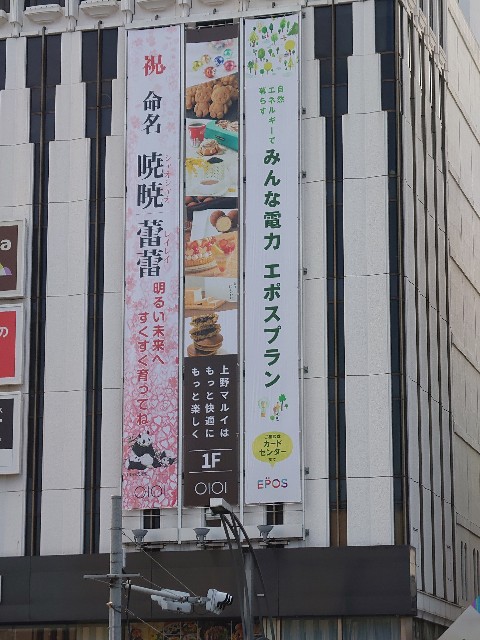 祝
命名
暁暁
シャオシャオ
蕾蕾
レイレイ
明るい未来へ
すくすく育ってね
OIOI
上野マルイは
もっと快適に
もっと楽しく
1F
OIOI
自然
エネルギーで
暮らす
みんな電力 エポスプラン
カード
センター
EPOS
a
の